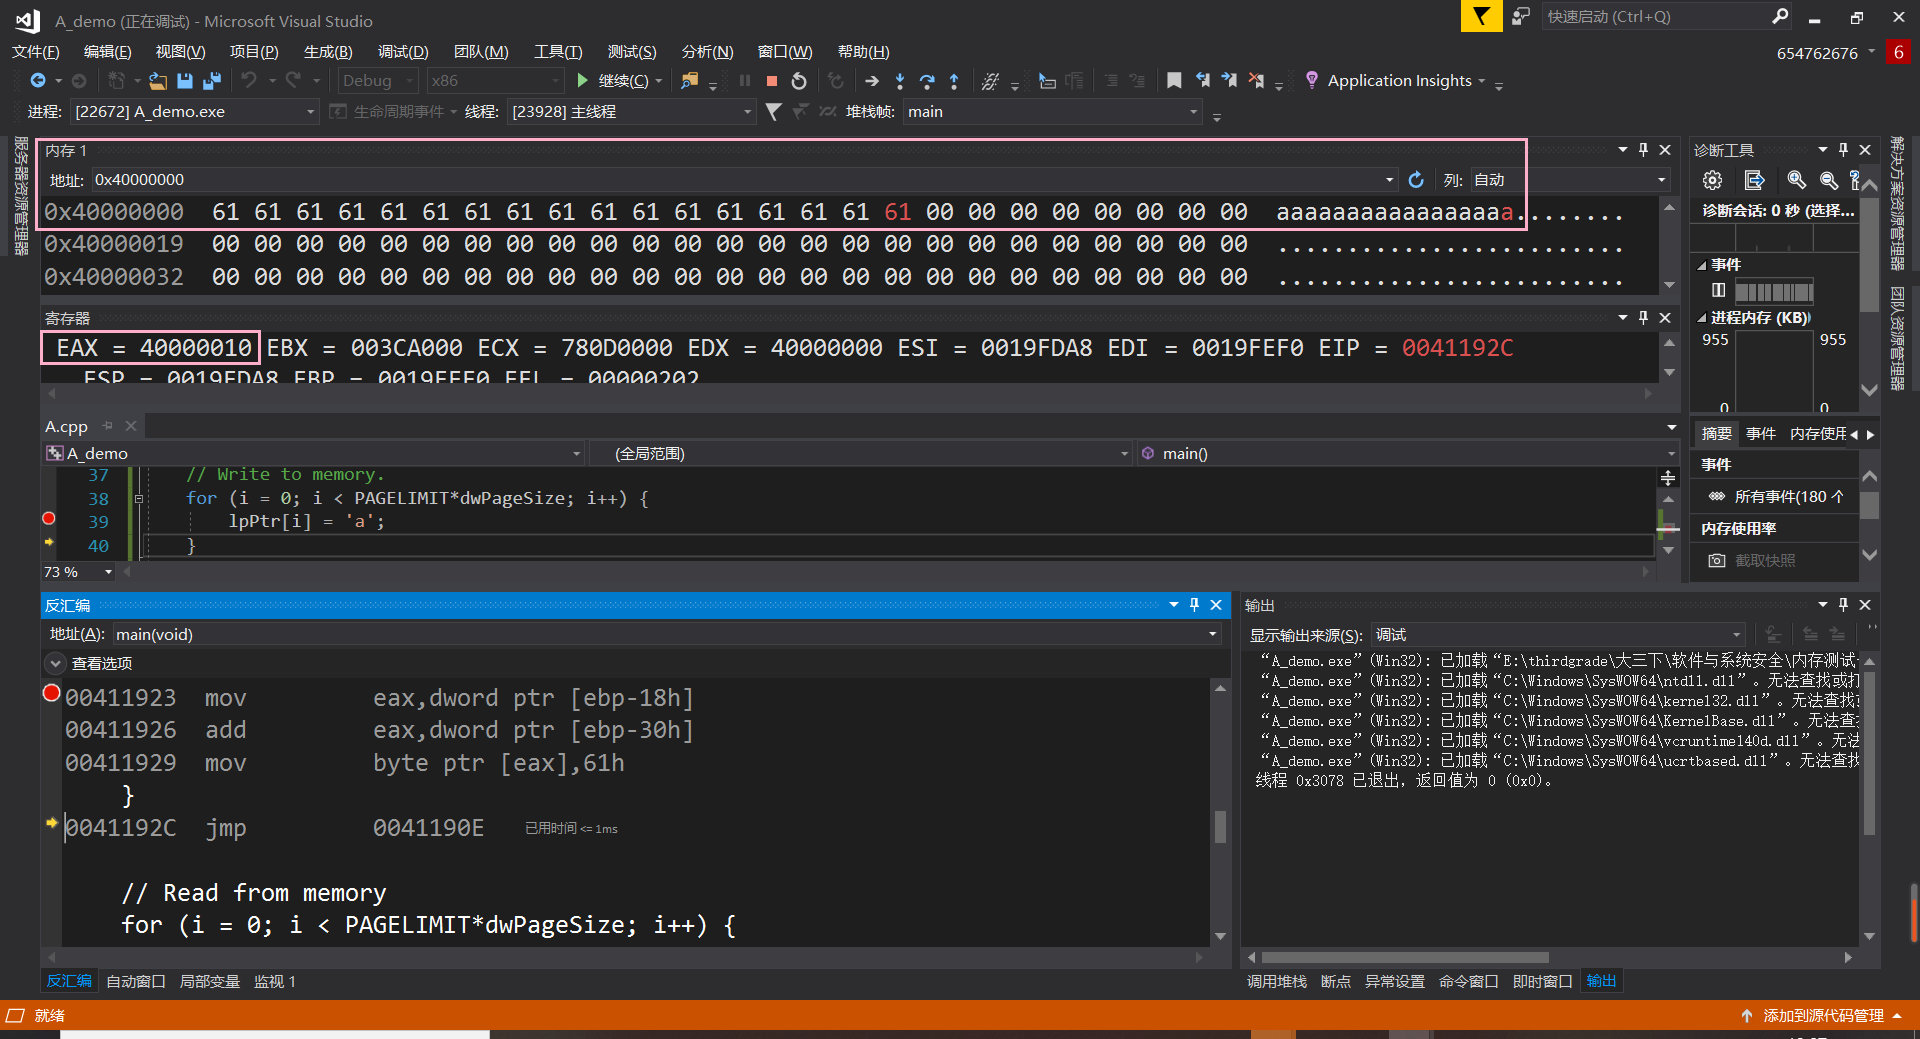 A_demo (正在调试) - Microsoft Visual Studio
快速启动 (Ctrl+Q)
文件(F) 编辑(E) 视图(V) 项目(P) 生成(B) 调试(D) 团队(M) 工具(T) 测试(S) 分析(N) 窗口(W) 帮助(H)
654762676 6
Debug x86 继续(C) Application Insights
进程: [22672] A_demo.exe 生命周期事件 线程: [23928] 主线程 堆栈帧: main
服务器资源管理器
内存 1
地址: 0x40000000 列: 自动
0x40000000 61 61 61 61 61 61 61 61 61 61 61 61 61 61 61 61 61 00 00 00 00 00 00 00 00 aaaaaaaaaaaaaaaaa........
0x40000019 00 00 00 00 00 00 00 00 00 00 00 00 00 00 00 00 00 00 00 00 00 00 00 00 00 .........................
0x40000032 00 00 00 00 00 00 00 00 00 00 00 00 00 00 00 00 00 00 00 00 00 00 00 00 00 .........................
寄存器
EAX = 40000010 EBX = 003CA000 ECX = 780D0000 EDX = 40000000 ESI = 0019FDA8 EDI = 0019FEF0 EIP = 0041192C
ESP = 0019FDA8 EBP = 0019FEF0 EFL = 00000202
A.cpp
A_demo (全局范围) main()
37 // Write to memory.
38 for (i = 0; i < PAGELIMIT*dwPageSize; i++) {
39 lpPtr[i] = 'a';
40 }
73 %
诊断工具
诊断会话: 0 秒 (选择...
事件
进程内存 (KB)
955 955
0 0
摘要 事件 内存使用
事件
所有事件(180 个
内存使用率
截取快照
解决方案资源管理器
团队资源管理器
反汇编
地址(A): main(void)
查看选项
00411923 mov eax,dword ptr [ebp-18h]
00411926 add eax,dword ptr [ebp-30h]
00411929 mov byte ptr [eax],61h
}
0041192C jmp 0041190E 已用时间 <= 1ms
// Read from memory
for (i = 0; i < PAGELIMIT*dwPageSize; i++) {
反汇编 自动窗口 局部变量 监视 1
输出
显示输出来源(S): 调试
“A_demo.exe”(Win32): 已加载“E:\thirdgrade\大三下\软件与系统安全\内存测试
“A_demo.exe”(Win32): 已加载“C:\Windows\SysWOW64\ntdll.dll”。无法查找或打
“A_demo.exe”(Win32): 已加载“C:\Windows\SysWOW64\kernel32.dll”。无法查找
“A_demo.exe”(Win32): 已加载“C:\Windows\SysWOW64\KernelBase.dll”。无法查
“A_demo.exe”(Win32): 已加载“C:\Windows\SysWOW64\vcruntime140d.dll”。无法
“A_demo.exe”(Win32): 已加载“C:\Windows\SysWOW64\ucrtbased.dll”。无法查找
线程 0x3078 已退出，返回值为 0 (0x0)。
调用堆栈 断点 异常设置 命令窗口 即时窗口 输出
就绪
添加到源代码管理